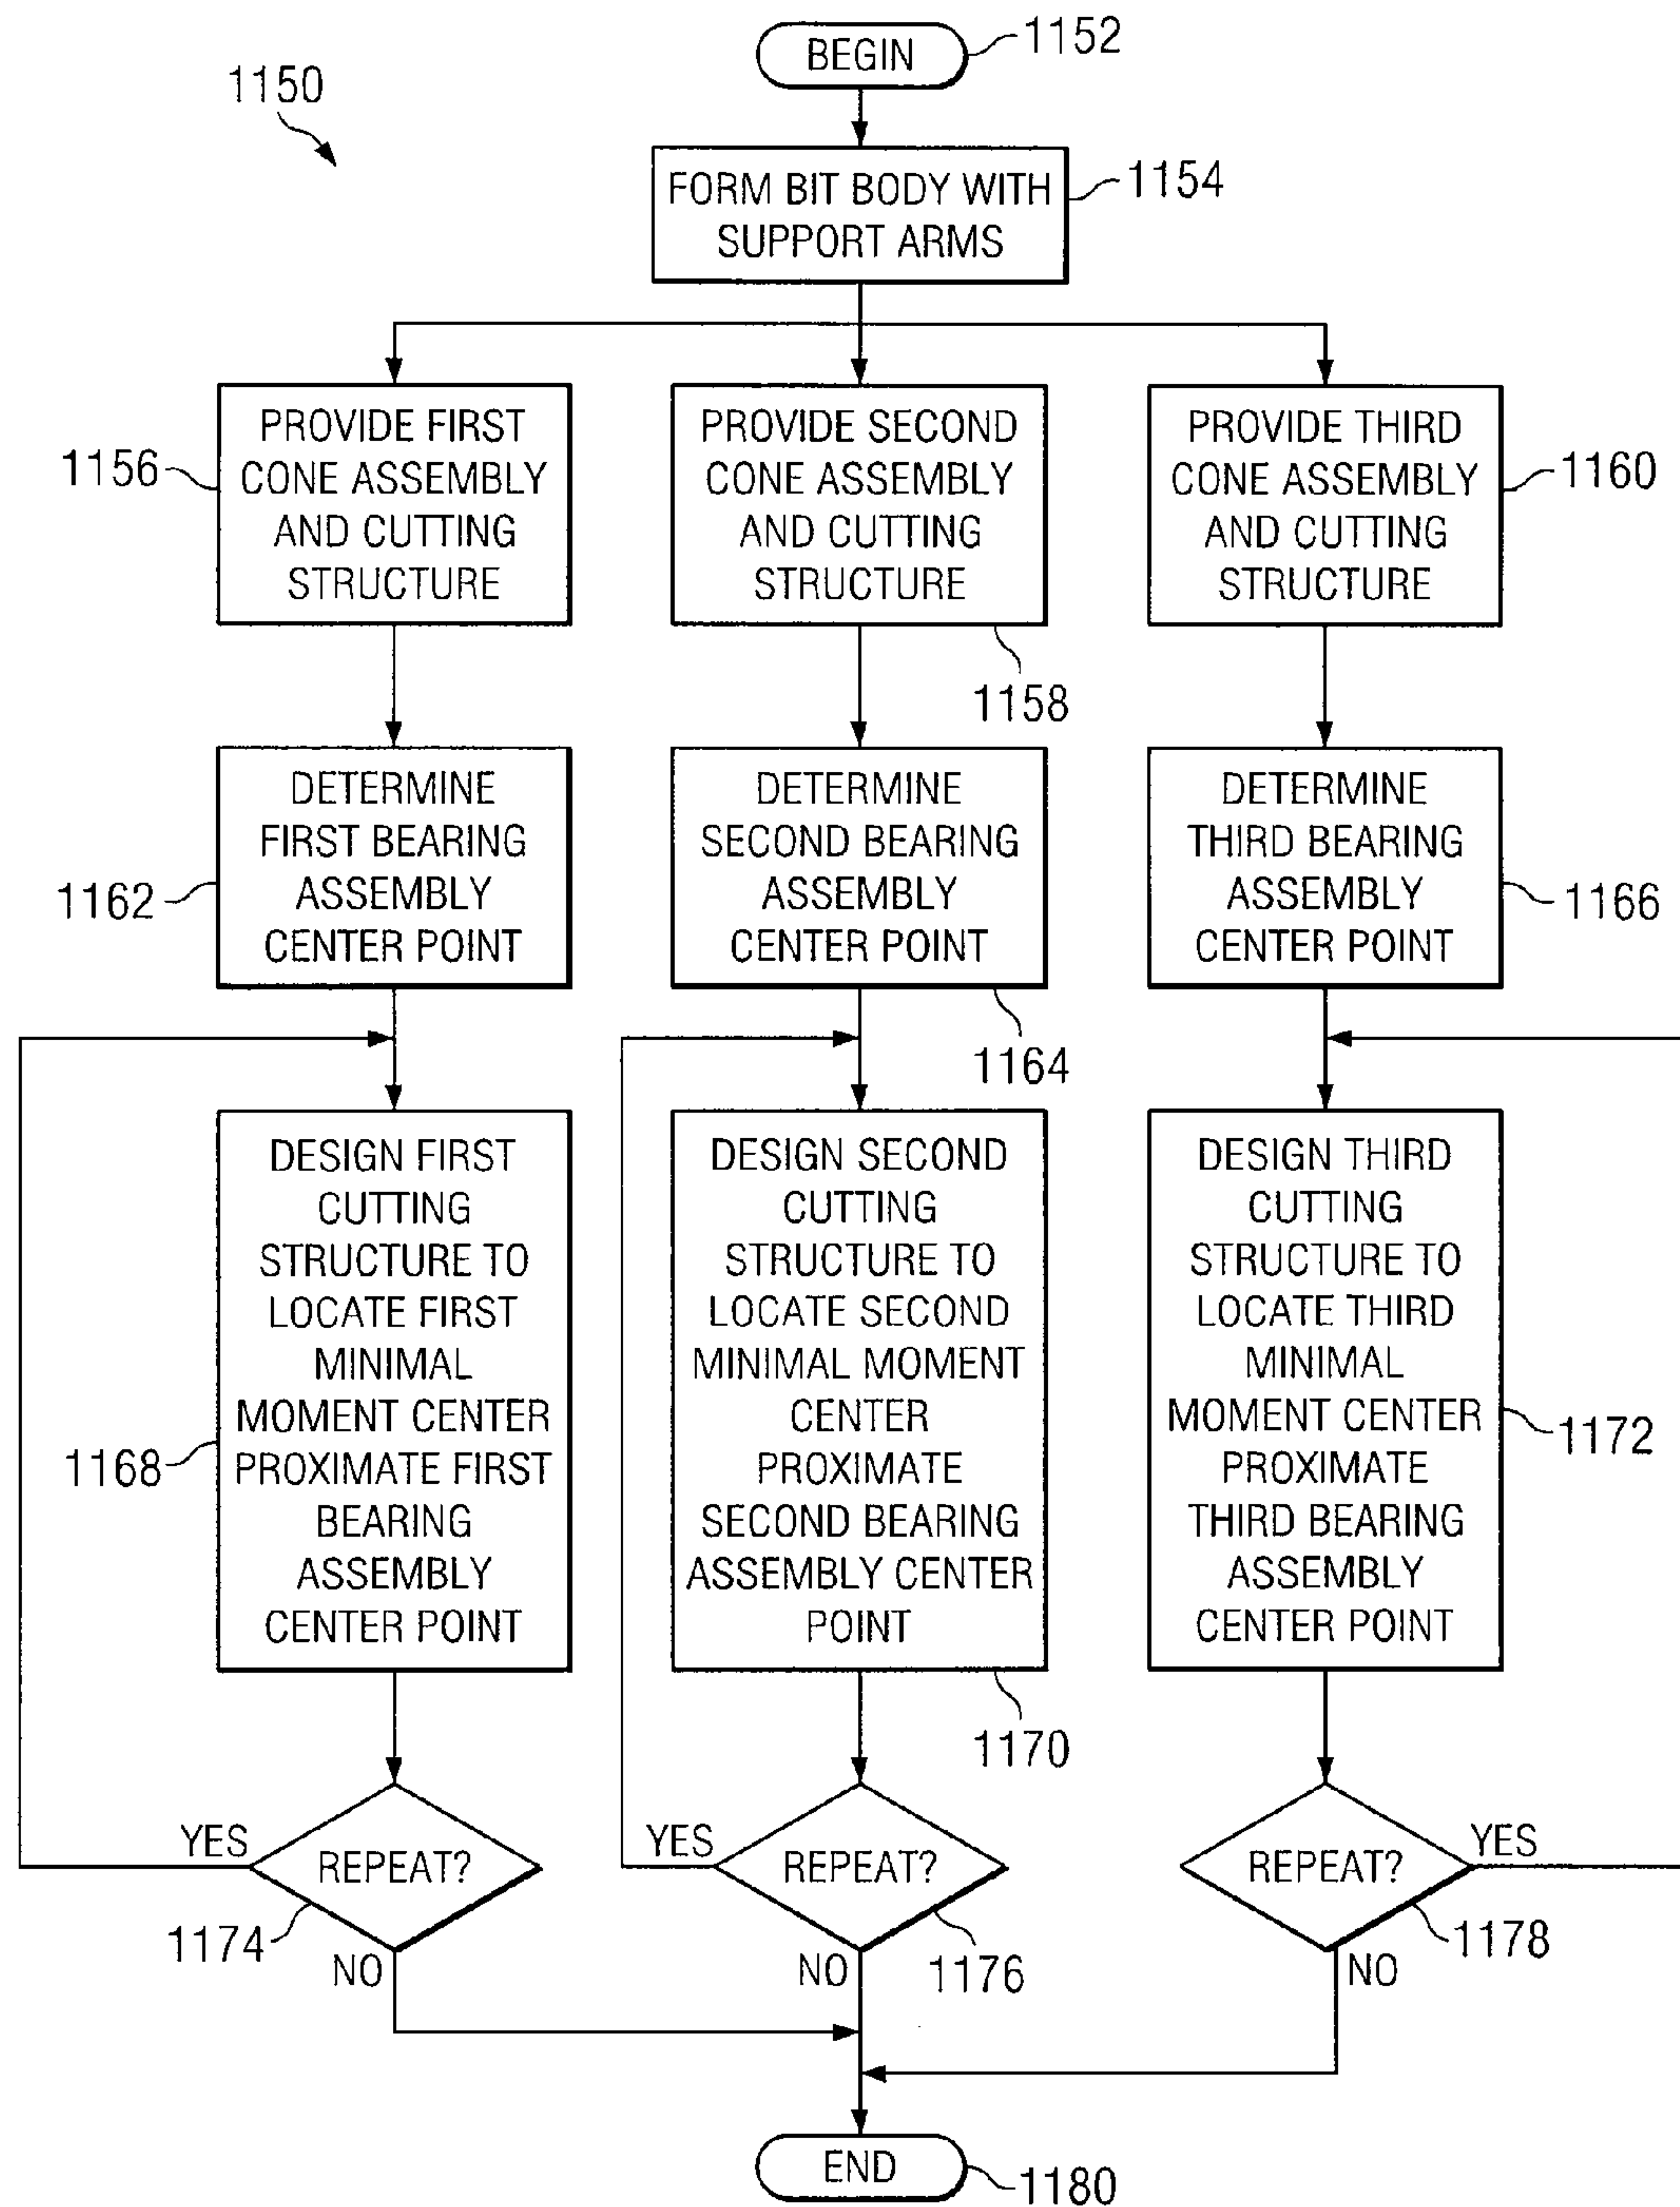 BEGIN
1152
1150
FORM BIT BODY WITH
SUPPORT ARMS
1154
PROVIDE FIRST
CONE ASSEMBLY
AND CUTTING
STRUCTURE
1156
PROVIDE SECOND
CONE ASSEMBLY
AND CUTTING
STRUCTURE
1158
PROVIDE THIRD
CONE ASSEMBLY
AND CUTTING
STRUCTURE
1160
DETERMINE
FIRST BEARING
ASSEMBLY
CENTER POINT
1162
DETERMINE
SECOND BEARING
ASSEMBLY
CENTER POINT
1164
DETERMINE
THIRD BEARING
ASSEMBLY
CENTER POINT
1166
DESIGN FIRST
CUTTING
STRUCTURE TO
LOCATE FIRST
MINIMAL
MOMENT CENTER
PROXIMATE FIRST
BEARING
ASSEMBLY
CENTER POINT
1168
DESIGN SECOND
CUTTING
STRUCTURE TO
LOCATE SECOND
MINIMAL MOMENT
CENTER
PROXIMATE
SECOND BEARING
ASSEMBLY CENTER
POINT
1170
DESIGN THIRD
CUTTING
STRUCTURE TO
LOCATE THIRD
MINIMAL
MOMENT CENTER
PROXIMATE
THIRD BEARING
ASSEMBLY
CENTER POINT
1172
YES
REPEAT?
1174
NO
YES
REPEAT?
1176
NO
YES
REPEAT?
1178
NO
END
1180